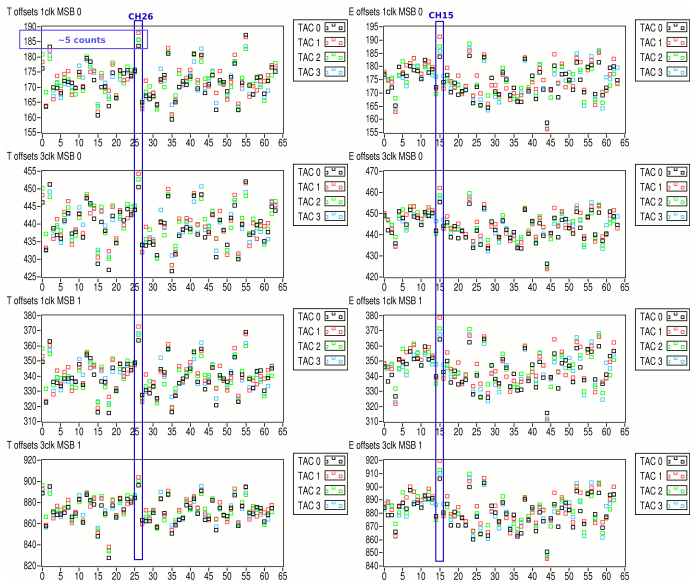 T offsets 1clk MSB 0
E offsets 1clk MSB 0
CH26
CH15
~5 counts
190
185
180
175
170
165
160
155
0 5 10 15 20 25 30 35 40 45 50 55 60 65
TAC 0
TAC 1
TAC 2
TAC 3
195
190
185
180
175
170
165
160
155
0 5 10 15 20 25 30 35 40 45 50 55 60 65
TAC 0
TAC 1
TAC 2
TAC 3
T offsets 3clk MSB 0
E offsets 3clk MSB 0
455
450
445
440
435
430
425
0 5 10 15 20 25 30 35 40 45 50 55 60 65
TAC 0
TAC 1
TAC 2
TAC 3
470
460
450
440
430
420
0 5 10 15 20 25 30 35 40 45 50 55 60 65
TAC 0
TAC 1
TAC 2
TAC 3
T offsets 1clk MSB 1
E offsets 1clk MSB 1
380
370
360
350
340
330
320
310
0 5 10 15 20 25 30 35 40 45 50 55 60 65
TAC 0
TAC 1
TAC 2
TAC 3
380
370
360
350
340
330
320
310
0 5 10 15 20 25 30 35 40 45 50 55 60 65
TAC 0
TAC 1
TAC 2
TAC 3
T offsets 3clk MSB 1
E offsets 3clk MSB 1
920
900
880
860
840
820
0 5 10 15 20 25 30 35 40 45 50 55 60 65
TAC 0
TAC 1
TAC 2
TAC 3
920
910
900
890
880
870
860
850
840
0 5 10 15 20 25 30 35 40 45 50 55 60 65
TAC 0
TAC 1
TAC 2
TAC 3